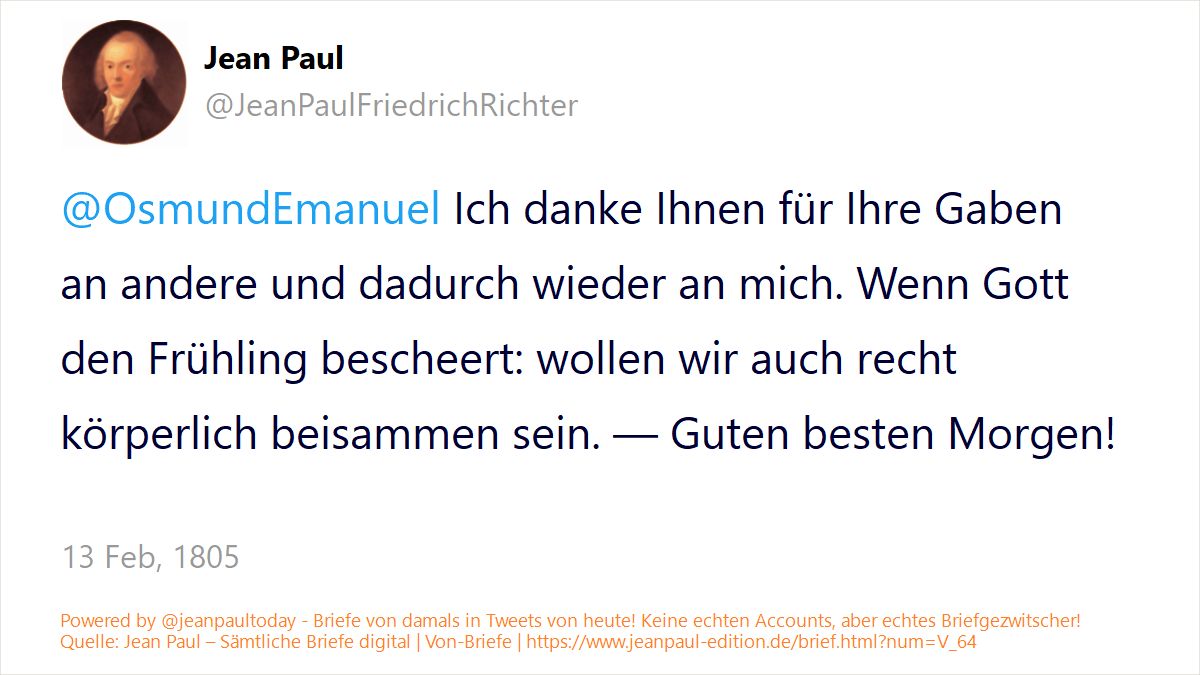 Jean Paul
@JeanPaulFriedrichRichter
@OsmundEmanuel Ich danke Ihnen für Ihre Gaben
an andere und dadurch wieder an mich. Wenn Gott
den Frühling bescheert: wollen wir auch recht
körperlich beisammen sein. — Guten besten Morgen!
13 Feb, 1805
Powered by @jeanpaultoday - Briefe von damals in Tweets von heute! Keine echten Accounts, aber echtes Briefgezwitscher!
Quelle: Jean Paul – Sämtliche Briefe digital | Von-Briefe | https://www.jeanpaul-edition.de/brief.html?num=V_64